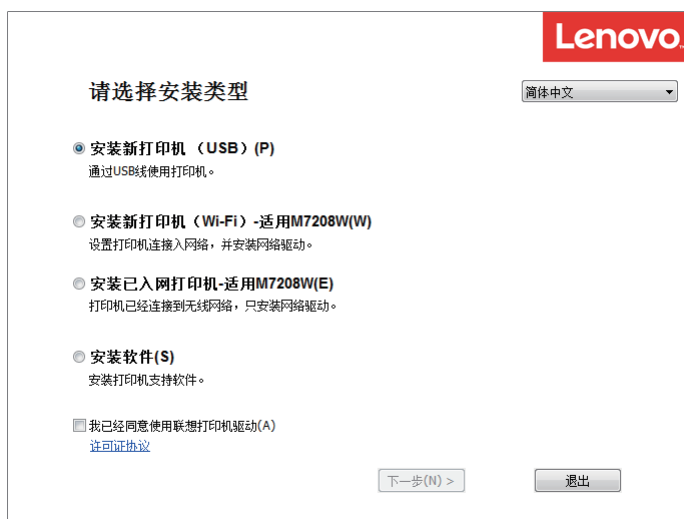 Lenovo
请选择安装类型
简体中文
安装新打印机 （USB）(P)
通过USB线使用打印机。
安装新打印机（Wi-Fi）-适用M7208W(W)
设置打印机连接入网络，并安装网络驱动。
安装已入网打印机-适用M7208W(E)
打印机已经连接到无线网络，只安装网络驱动。
安装软件(S)
安装打印机支持软件。
我已经同意使用联想打印机驱动(A)
许可证协议
下一步(N) >
退出